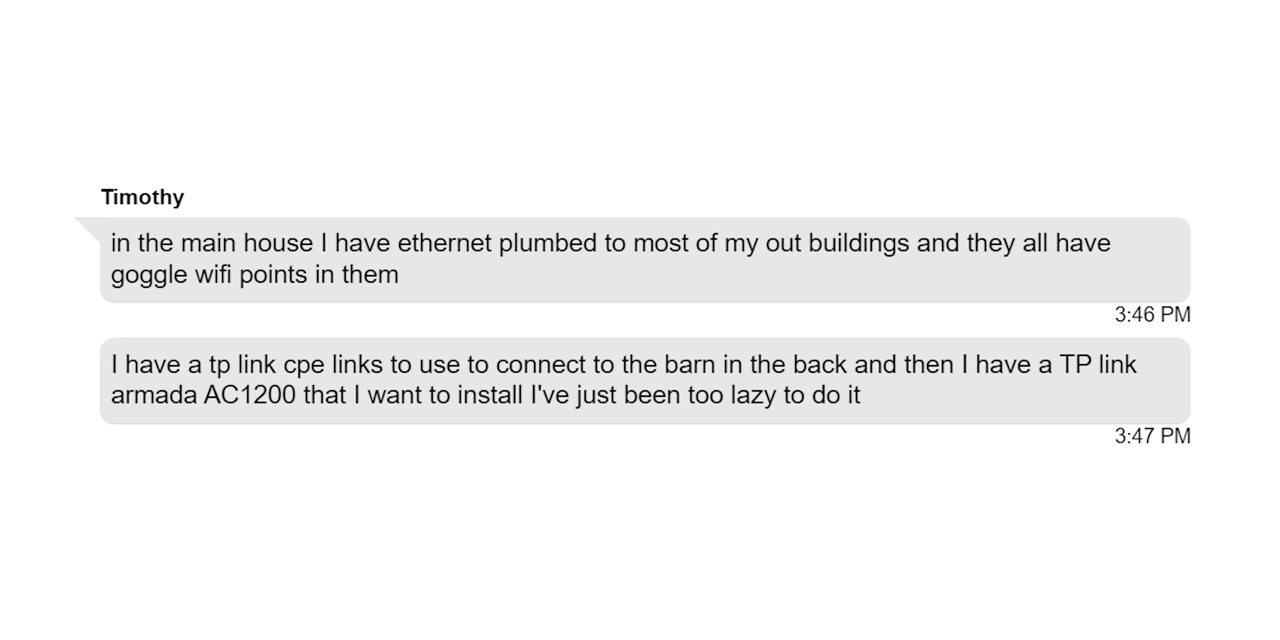 Timothy
in the main house I have ethernet plumbed to most of my out buildings and they all have
goggle wifi points in them
3:46 PM
I have a tp link cpe links to use to connect to the barn in the back and then I have a TP link
armada AC1200 that I want to install I've just been too lazy to do it
3:47 PM